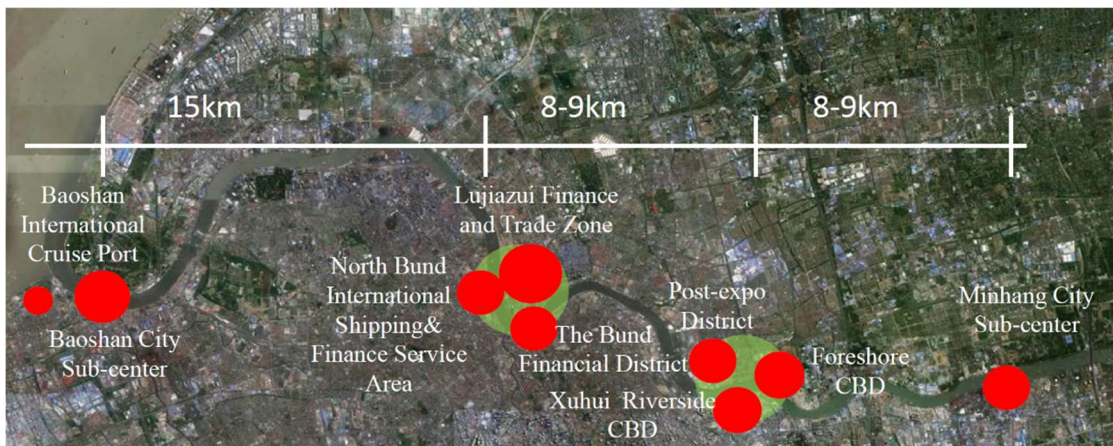 15km
8-9km
8-9km
Baoshan
International
Cruise Port
Baoshan City
Sub-center
Lujiazui Finance
and Trade Zone
North Bund
International
Shipping&
Finance Service
Area
The Bund
Financial District
Post-expo
District
Xuhui Riverside
CBD
Foreshore
CBD
Minhang City
Sub-center